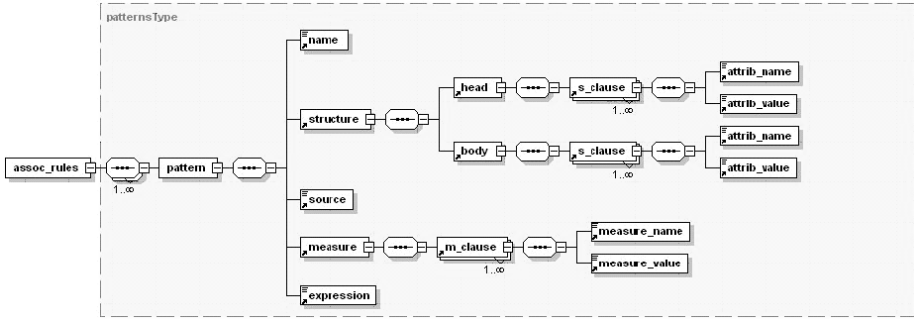 patternsType
name
head
s_clause
1..∞
attrib_name
attrib_value
structure
body
s_clause
1..∞
attrib_name
attrib_value
assoc_rules
1..∞
pattern
source
measure
m_clause
1..∞
measure_name
measure_value
expression